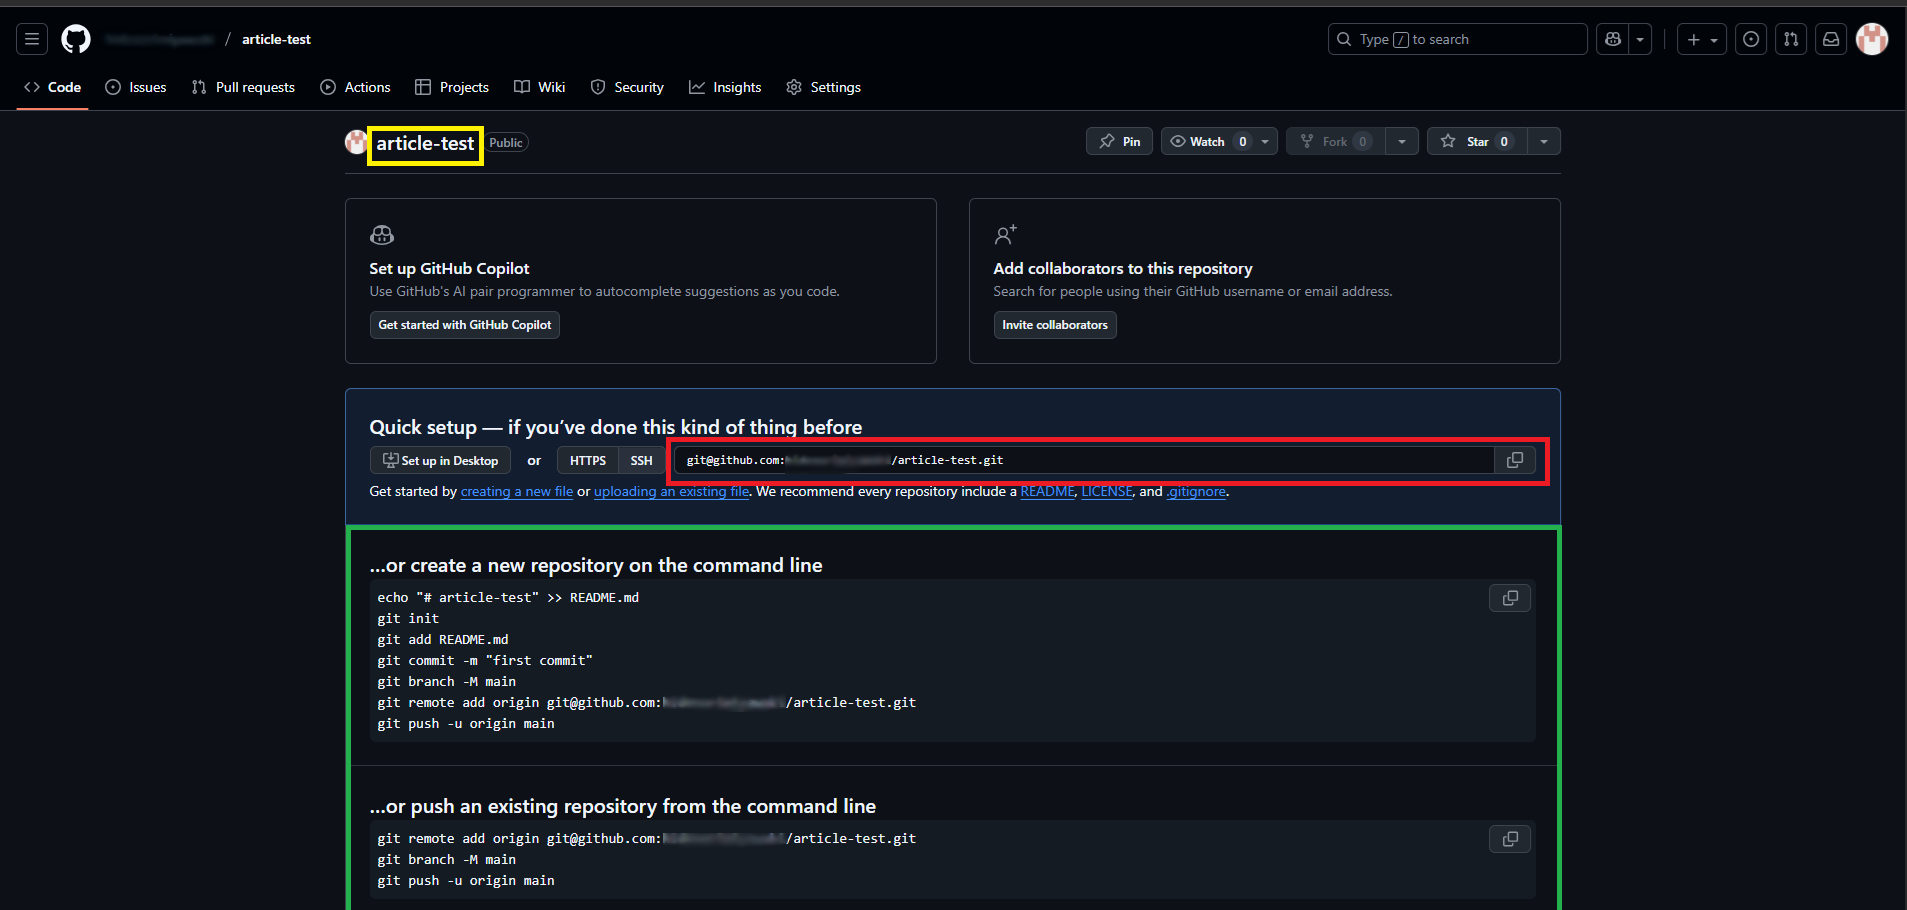 / article-test
Type / to search
Code Issues Pull requests Actions Projects Wiki Security Insights Settings
article-test Public
Pin Watch 0 Fork 0 Star 0
Set up GitHub Copilot
Use GitHub's AI pair programmer to autocomplete suggestions as you code.
Get started with GitHub Copilot
Add collaborators to this repository
Search for people using their GitHub username or email address.
Invite collaborators
Quick setup — if you've done this kind of thing before
Set up in Desktop or HTTPS SSH git@github.com: /article-test.git
Get started by creating a new file or uploading an existing file. We recommend every repository include a README, LICENSE, and .gitignore.
...or create a new repository on the command line
echo "# article-test" >> README.md
git init
git add README.md
git commit -m "first commit"
git branch -M main
git remote add origin git@github.com: /article-test.git
git push -u origin main
...or push an existing repository from the command line
git remote add origin git@github.com: /article-test.git
git branch -M main
git push -u origin main